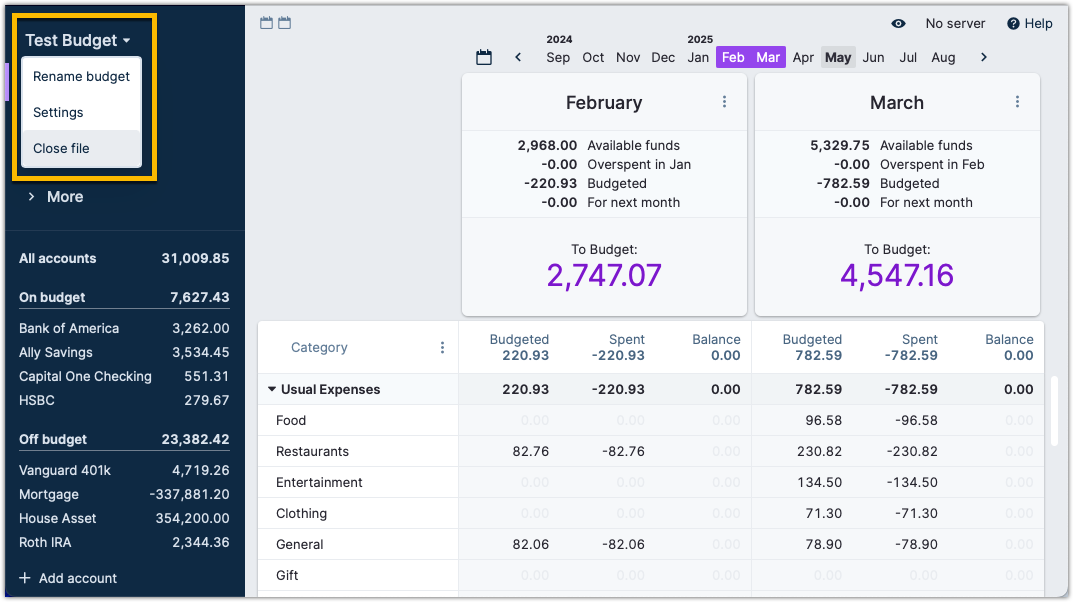 Test Budget
Rename budget
Settings
Close file
More
All accounts 31,009.85
On budget 7,627.43
Bank of America 3,262.00
Ally Savings 3,534.45
Capital One Checking 551.31
HSBC 279.67
Off budget 23,382.42
Vanguard 401k 4,719.26
Mortgage -337,881.20
House Asset 354,200.00
Roth IRA 2,344.36
Add account
No server Help
2024 2025
Sep Oct Nov Dec Jan Feb Mar Apr May Jun Jul Aug
February
2,968.00 Available funds
-0.00 Overspent in Jan
-220.93 Budgeted
-0.00 For next month
To Budget:
2,747.07
March
5,329.75 Available funds
-0.00 Overspent in Feb
-782.59 Budgeted
-0.00 For next month
To Budget:
4,547.16
Category Budgeted Spent Balance Budgeted Spent Balance
220.93 -220.93 0.00 782.59 -782.59 0.00
Usual Expenses 220.93 -220.93 0.00 782.59 -782.59 0.00
Food 0.00 0.00 0.00 96.58 -96.58 0.00
Restaurants 82.76 -82.76 0.00 230.82 -230.82 0.00
Entertainment 0.00 0.00 0.00 134.50 -134.50 0.00
Clothing 0.00 0.00 0.00 71.30 -71.30 0.00
General 82.06 -82.06 0.00 78.90 -78.90 0.00
Gift 0.00 0.00 0.00 0.00 0.00 0.00